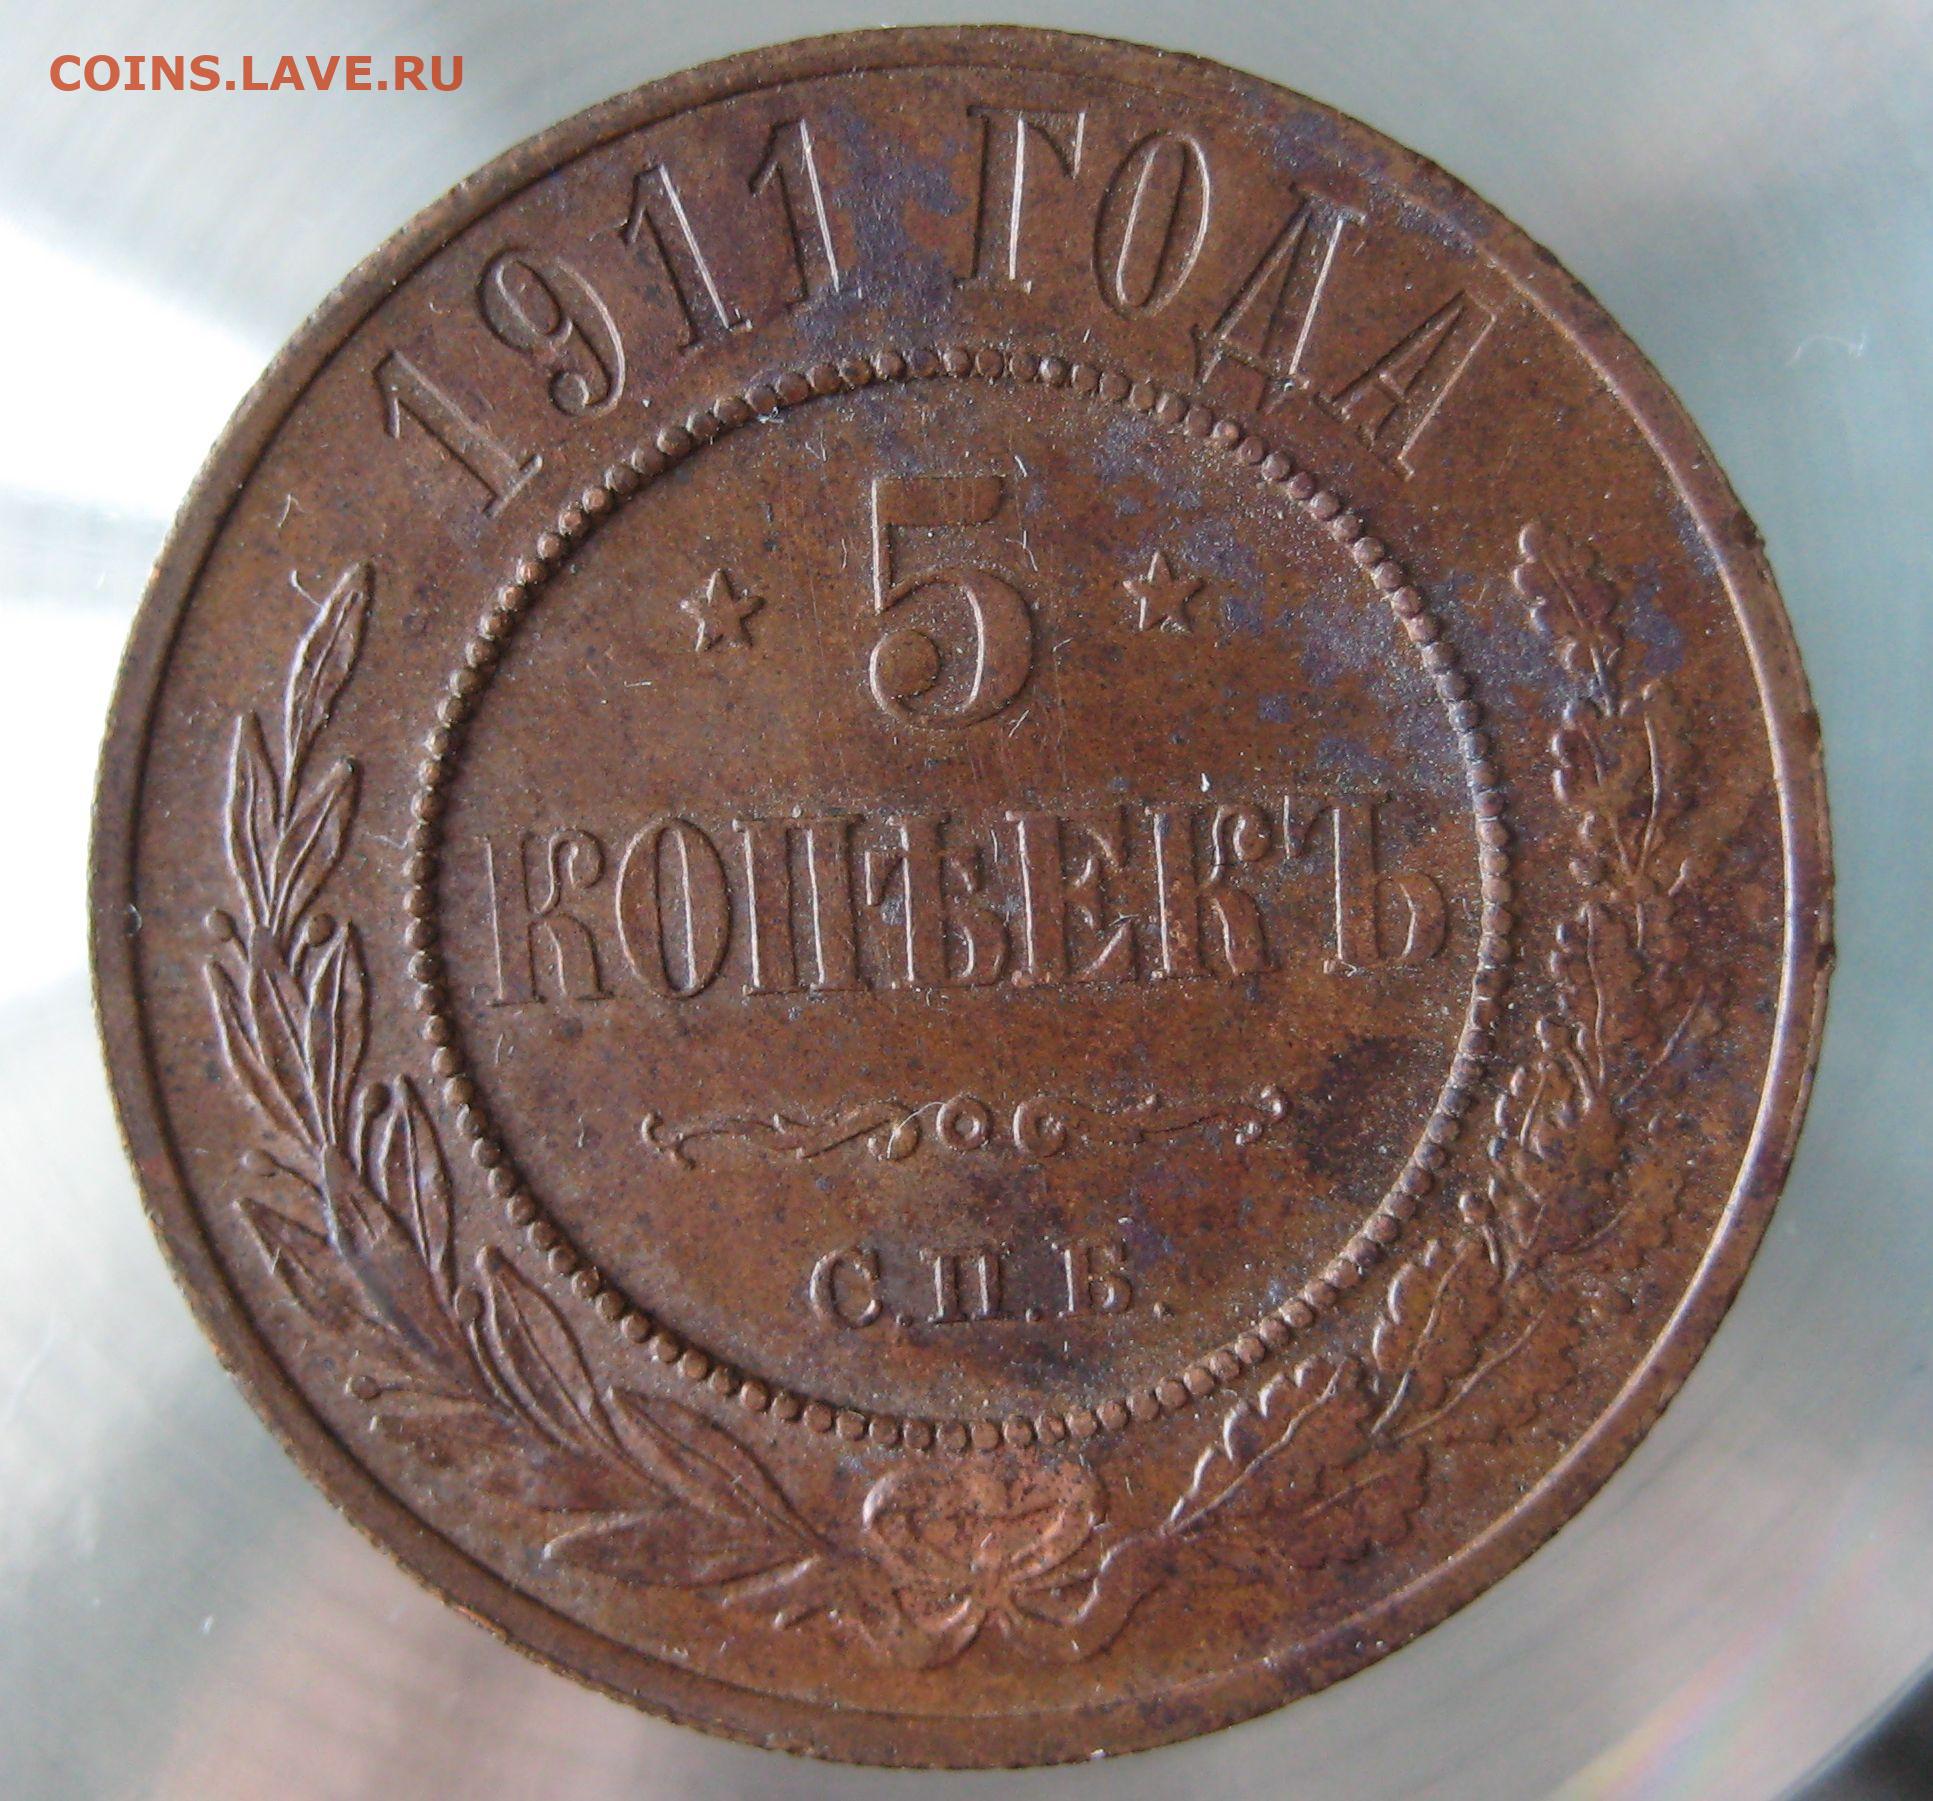 COINS.LAVE.RU
1911 ГОДА
5
КОПѢЕКЪ
С.П.Б.